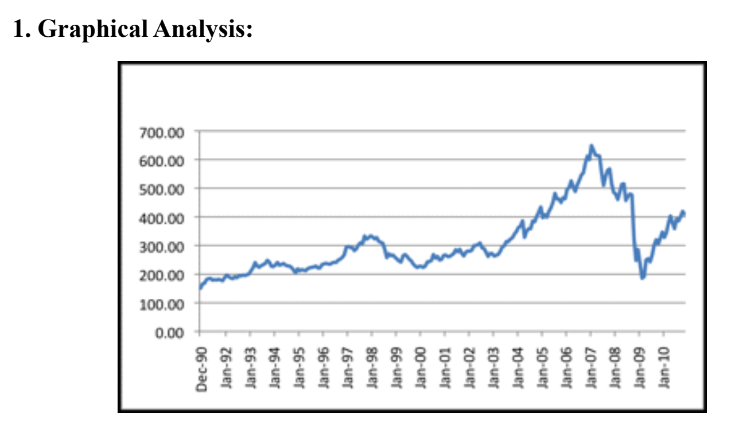 1. Graphical Analysis:
700.00
600.00
500.00
400.00
300.00
200.00
100.00
0.00
Dec-90
Jan-92
Jan-93
Jan-94
Jan-95
Jan-96
Jan-97
Jan-98
Jan-99
Jan-00
Jan-01
Jan-02
Jan-03
Jan-04
Jan-05
Jan-06
Jan-07
Jan-08
Jan-09
Jan-10